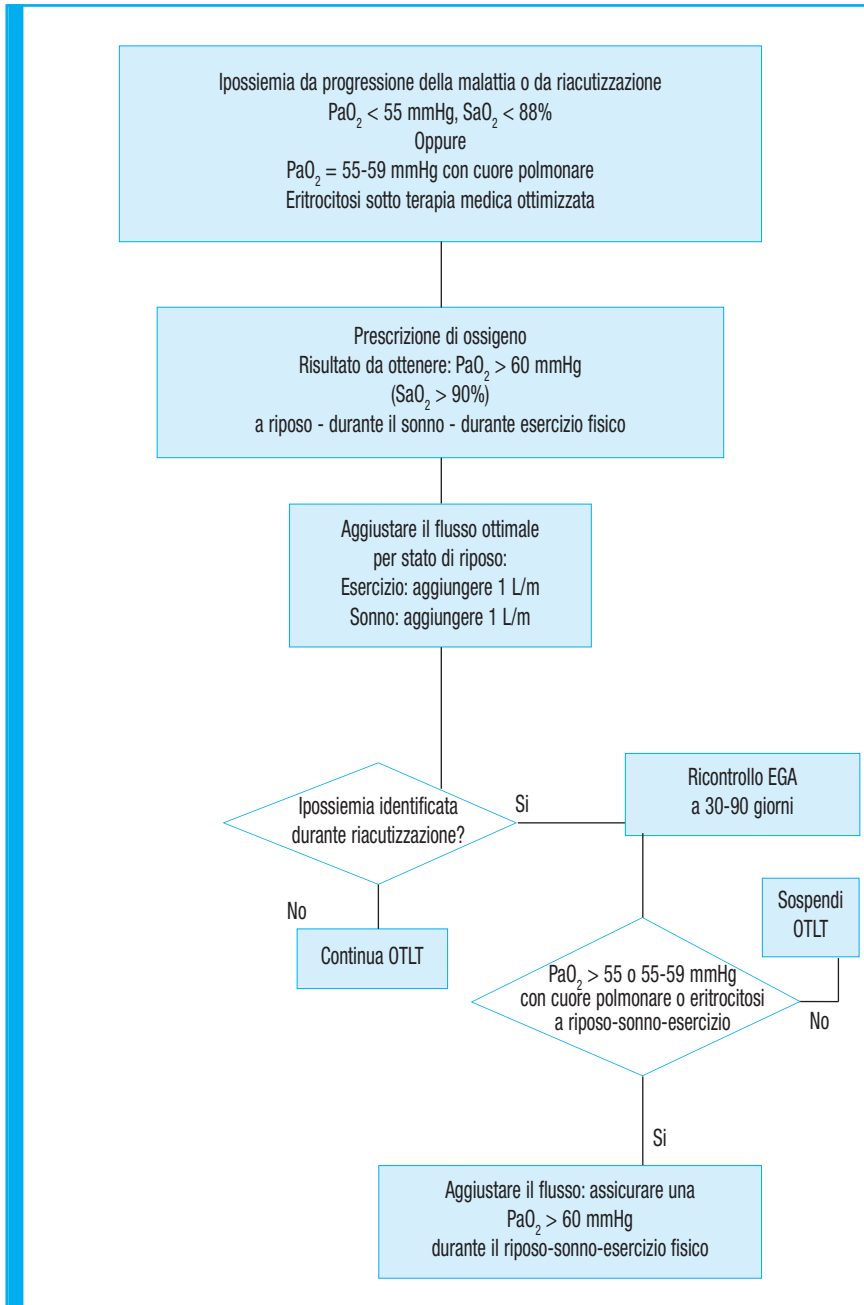 Ipossiemia da progressione della malattia o da riacutizzazione
PaO₂ < 55 mmHg, SaO₂ < 88%
Oppure
PaO₂ = 55-59 mmHg con cuore polmonare
Eritrocitosi sotto terapia medica ottimizzata
Prescrizione di ossigeno
Risultato da ottenere: PaO₂ > 60 mmHg
(SaO₂ > 90%)
a riposo - durante il sonno - durante esercizio fisico
Aggiustare il flusso ottimale
per stato di riposo:
Esercizio: aggiungere 1 L/m
Sonno: aggiungere 1 L/m
Ipossiemia identificata
durante riacutizzazione?
Si
Ricontrollo EGA
a 30-90 giorni
No
Continua OTLT
Sospendi
OTLT
PaO₂ > 55 o 55-59 mmHg
con cuore polmonare o eritrocitosi
a riposo-sonno-esercizio
No
Si
Aggiustare il flusso: assicurare una
PaO₂ > 60 mmHg
durante il riposo-sonno-esercizio fisico